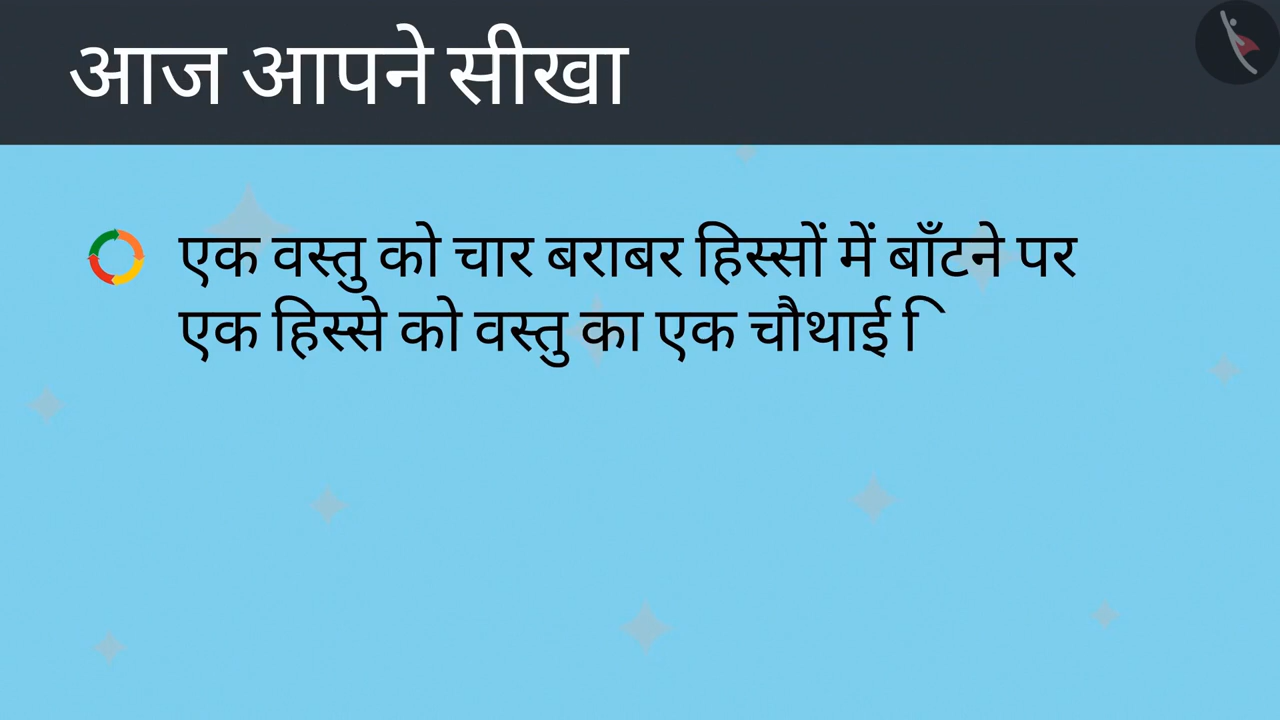 आज आपने सीखा
एक वस्तु को चार बराबर हिस्सों में बाँटने पर
एक हिस्से को वस्तु का एक चौथाई